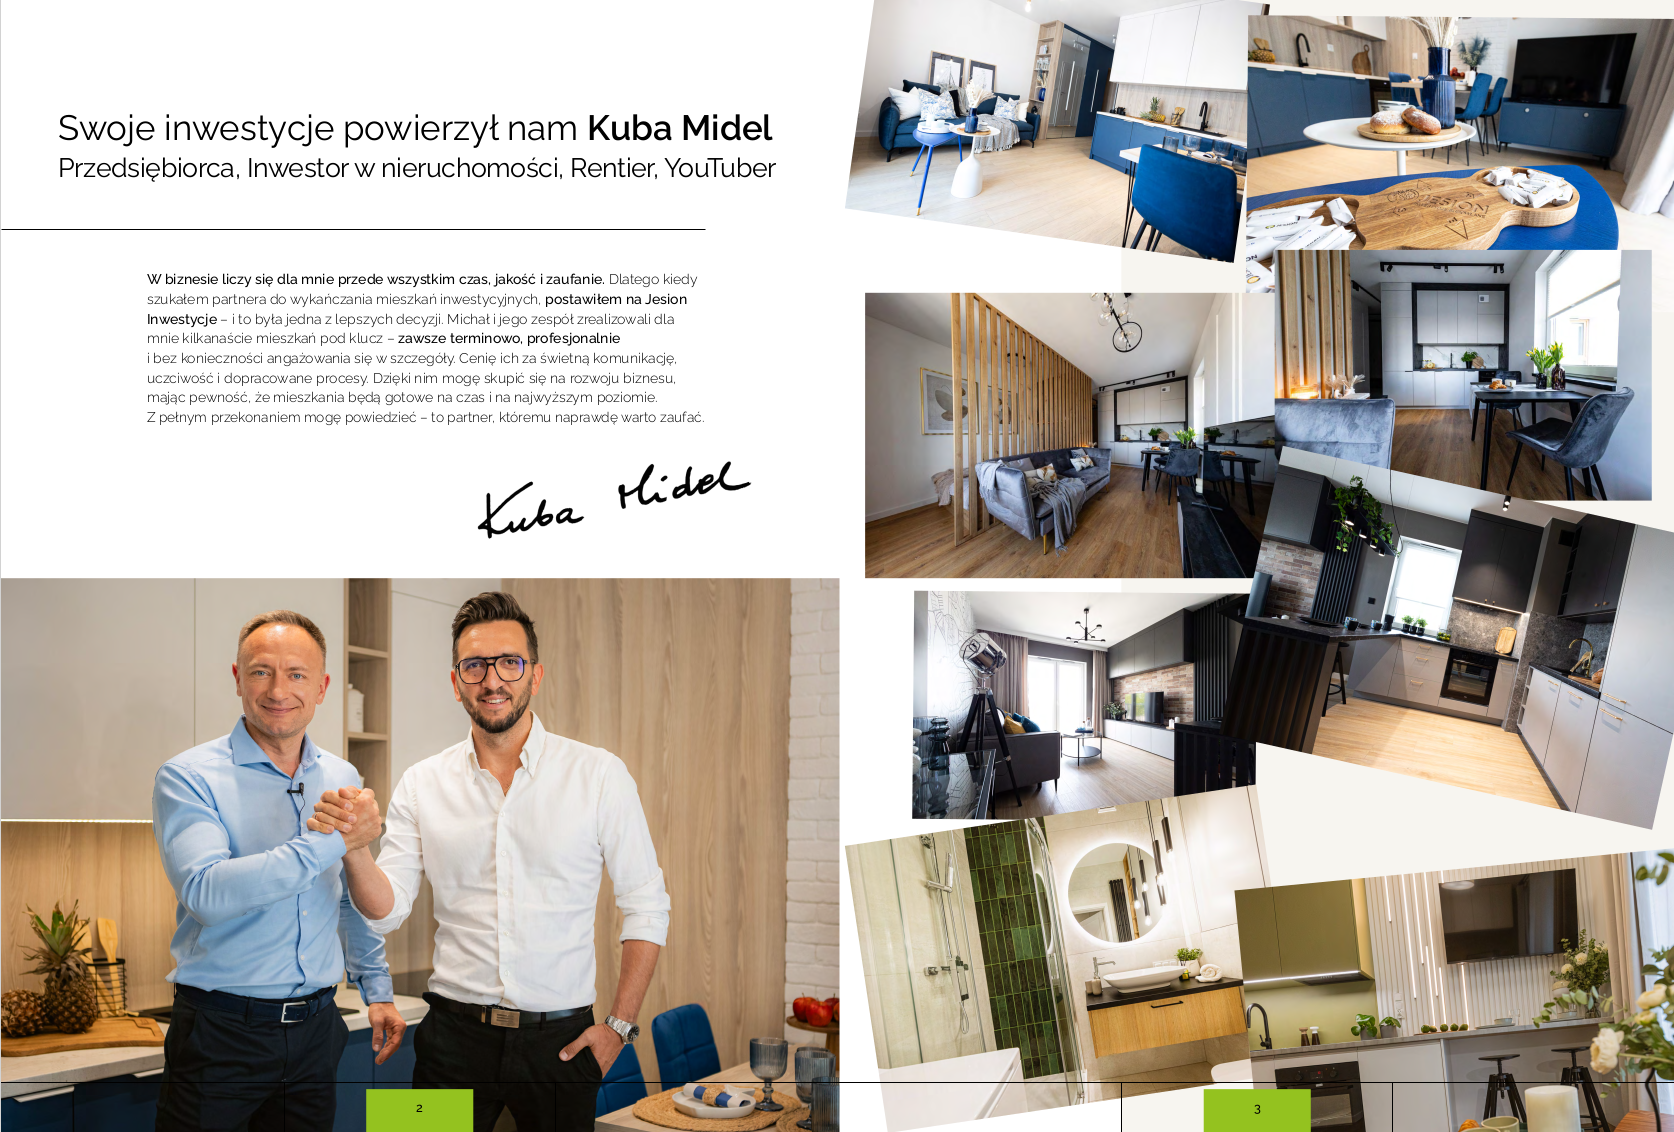 Swoje inwestycje powierzył nam Kuba Midel
Przedsiębiorca, Inwestor w nieruchomości, Rentier, YouTuber
W biznesie liczy się dla mnie przede wszystkim czas, jakość i zaufanie. Dlatego kiedy
szukałem partnera do wykańczania mieszkań inwestycyjnych, postawiłem na Jesion
Inwestycje – i to była jedna z lepszych decyzji. Michał i jego zespół zrealizowali dla
mnie kilkanaście mieszkań pod klucz – zawsze terminowo, profesjonalnie
i bez konieczności angażowania się w szczegóły. Cenię ich za świetną komunikację,
uczciwość i dopracowane procesy. Dzięki nim mogę skupić się na rozwoju biznesu,
mając pewność, że mieszkania będą gotowe na czas i na najwyższym poziomie.
Z pełnym przekonaniem mogę powiedzieć – to partner, któremu naprawdę warto zaufać.
Kuba Midel
JESION
2
3